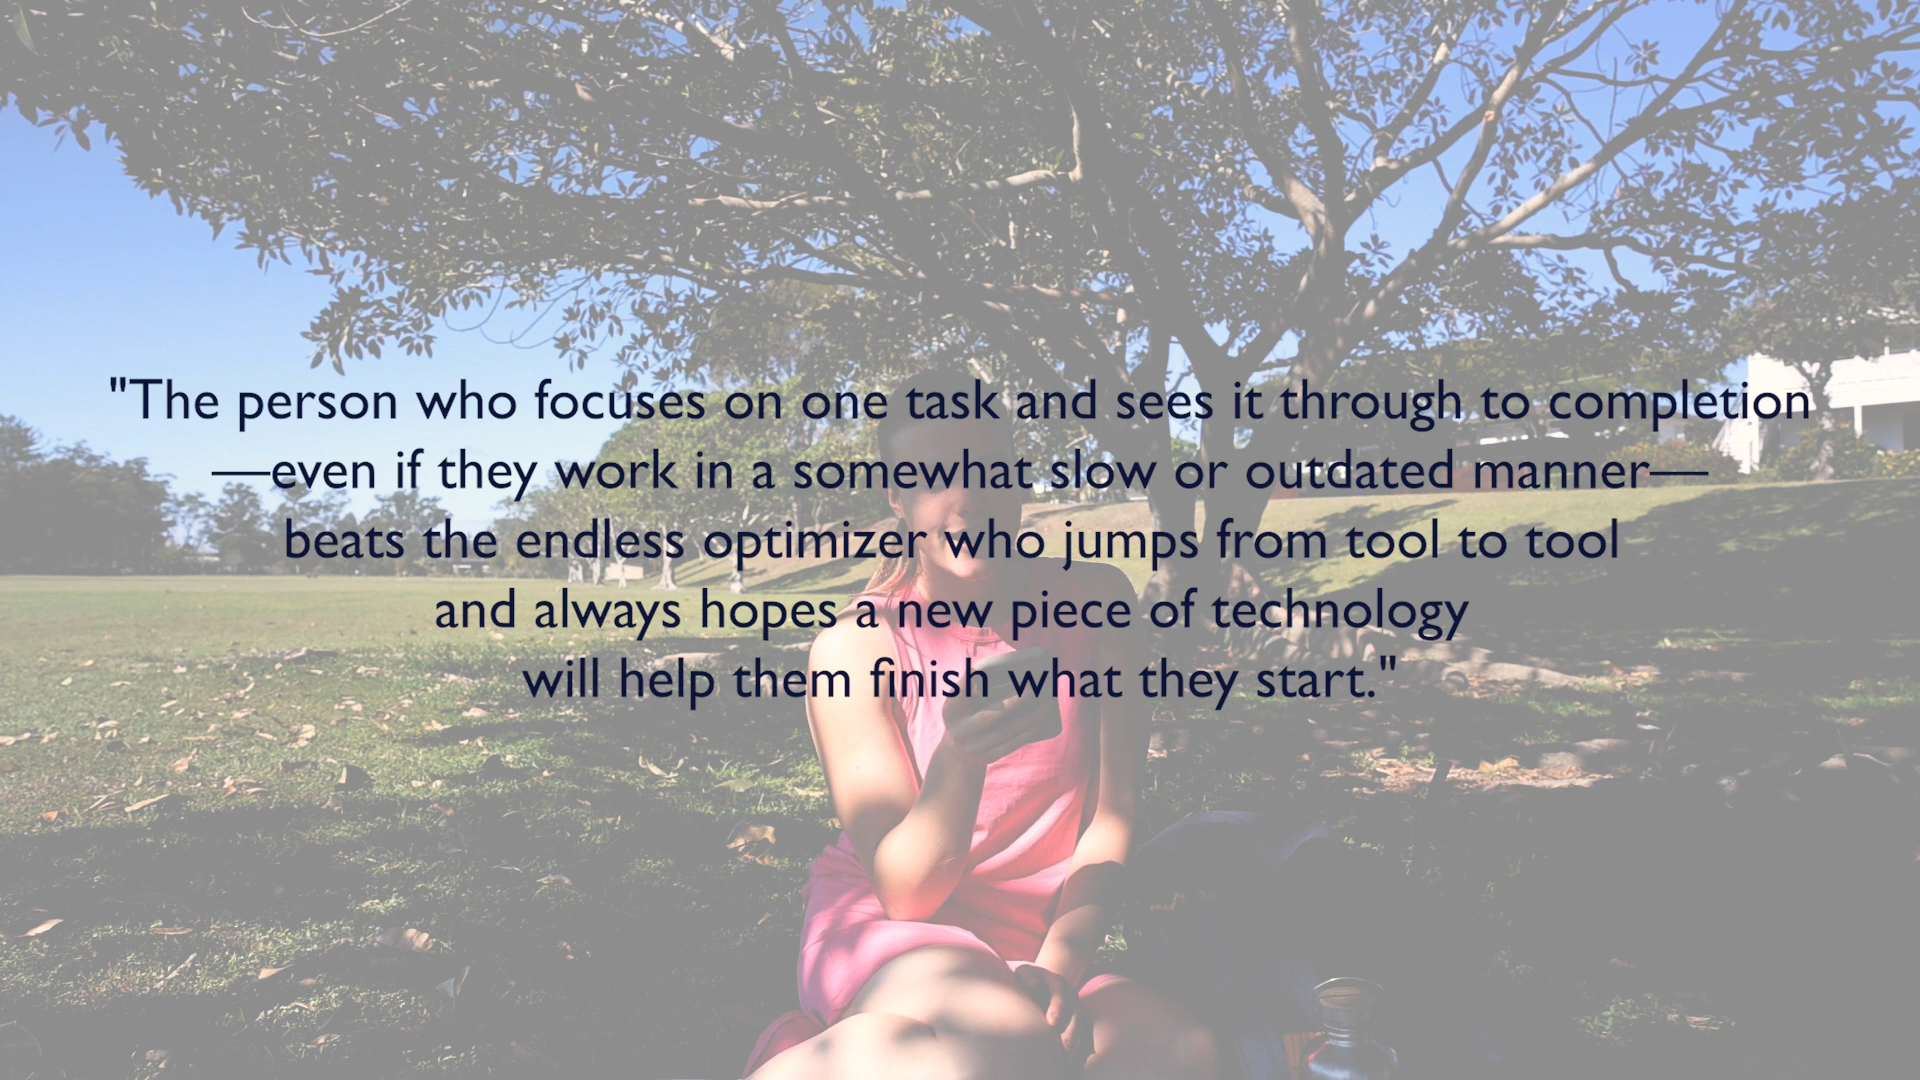 "The person who focuses on one task and sees it through to completion
—even if they work in a somewhat slow or outdated manner—
beats the endless optimizer who jumps from tool to tool
and always hopes a new piece of technology
will help them finish what they start."